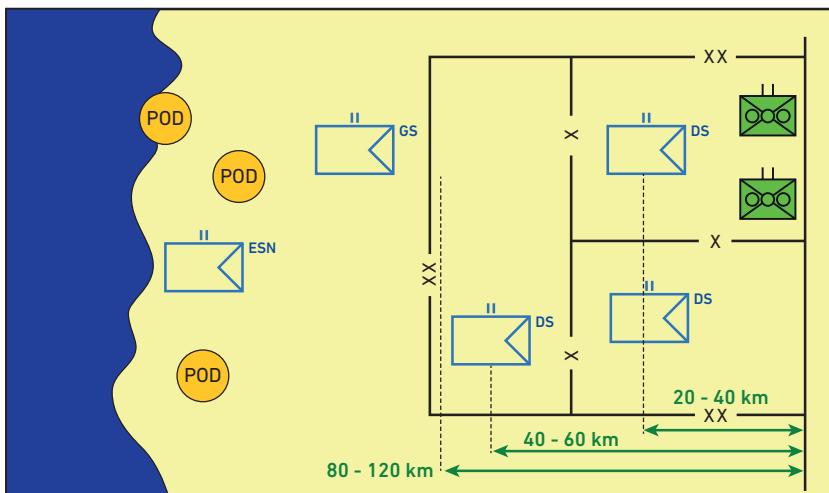 XX
POD
II
GS
X
II
DS
POD
X
II
ESN
XX
II
DS
II
DS
X
POD
20 - 40 km
XX
40 - 60 km
80 - 120 km